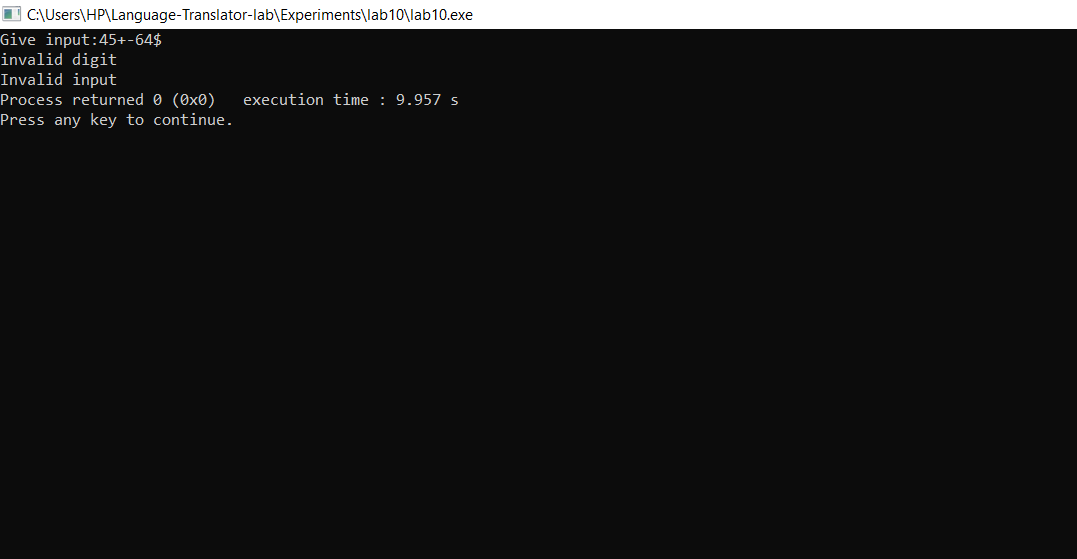 C:\Users\HP\Language-Translator-lab\Experiments\lab10\lab10.exe
Give input:45+-64$
invalid digit
Invalid input
Process returned 0 (0x0)   execution time : 9.957 s
Press any key to continue.